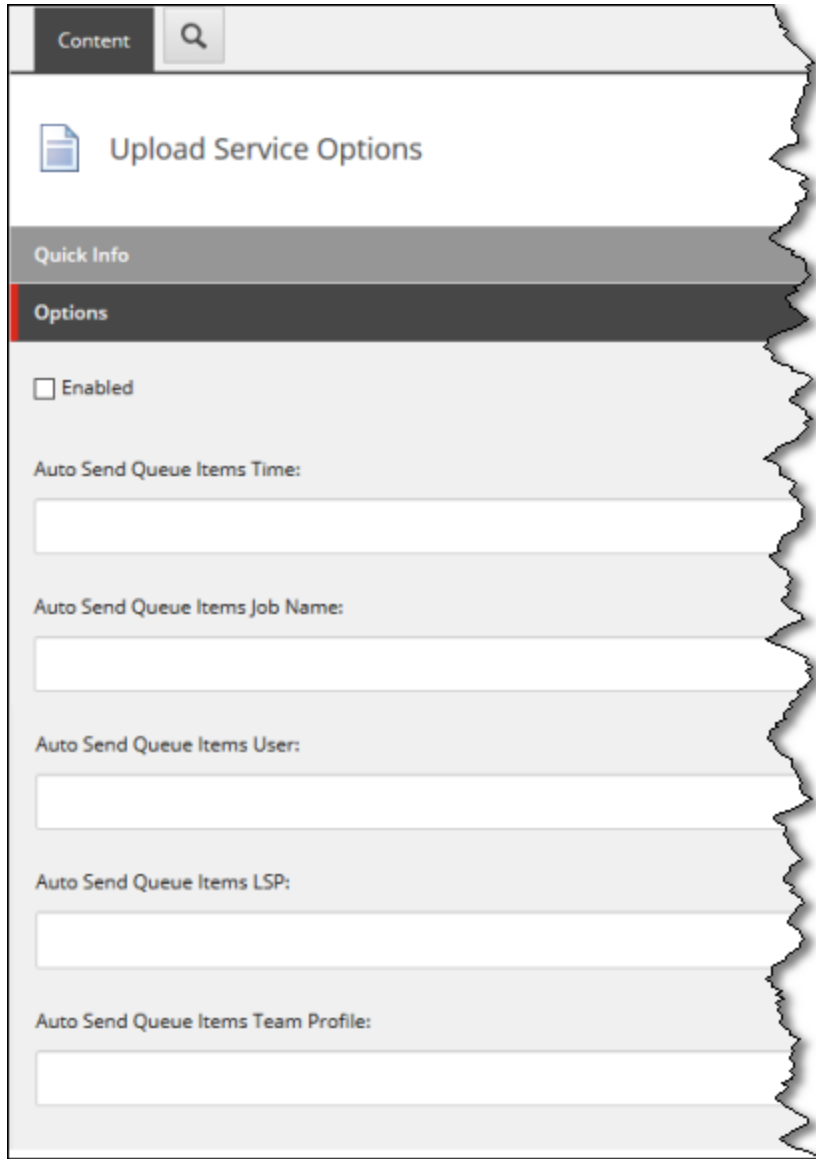 Content
Upload Service Options
Quick Info
Options
Enabled
Auto Send Queue Items Time:
Auto Send Queue Items Job Name:
Auto Send Queue Items User:
Auto Send Queue Items LSP:
Auto Send Queue Items Team Profile: